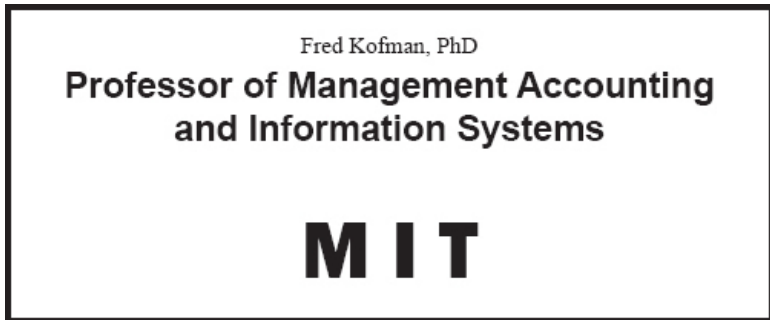 Fred Kofman, PhD
Professor of Management Accounting
and Information Systems
MIT